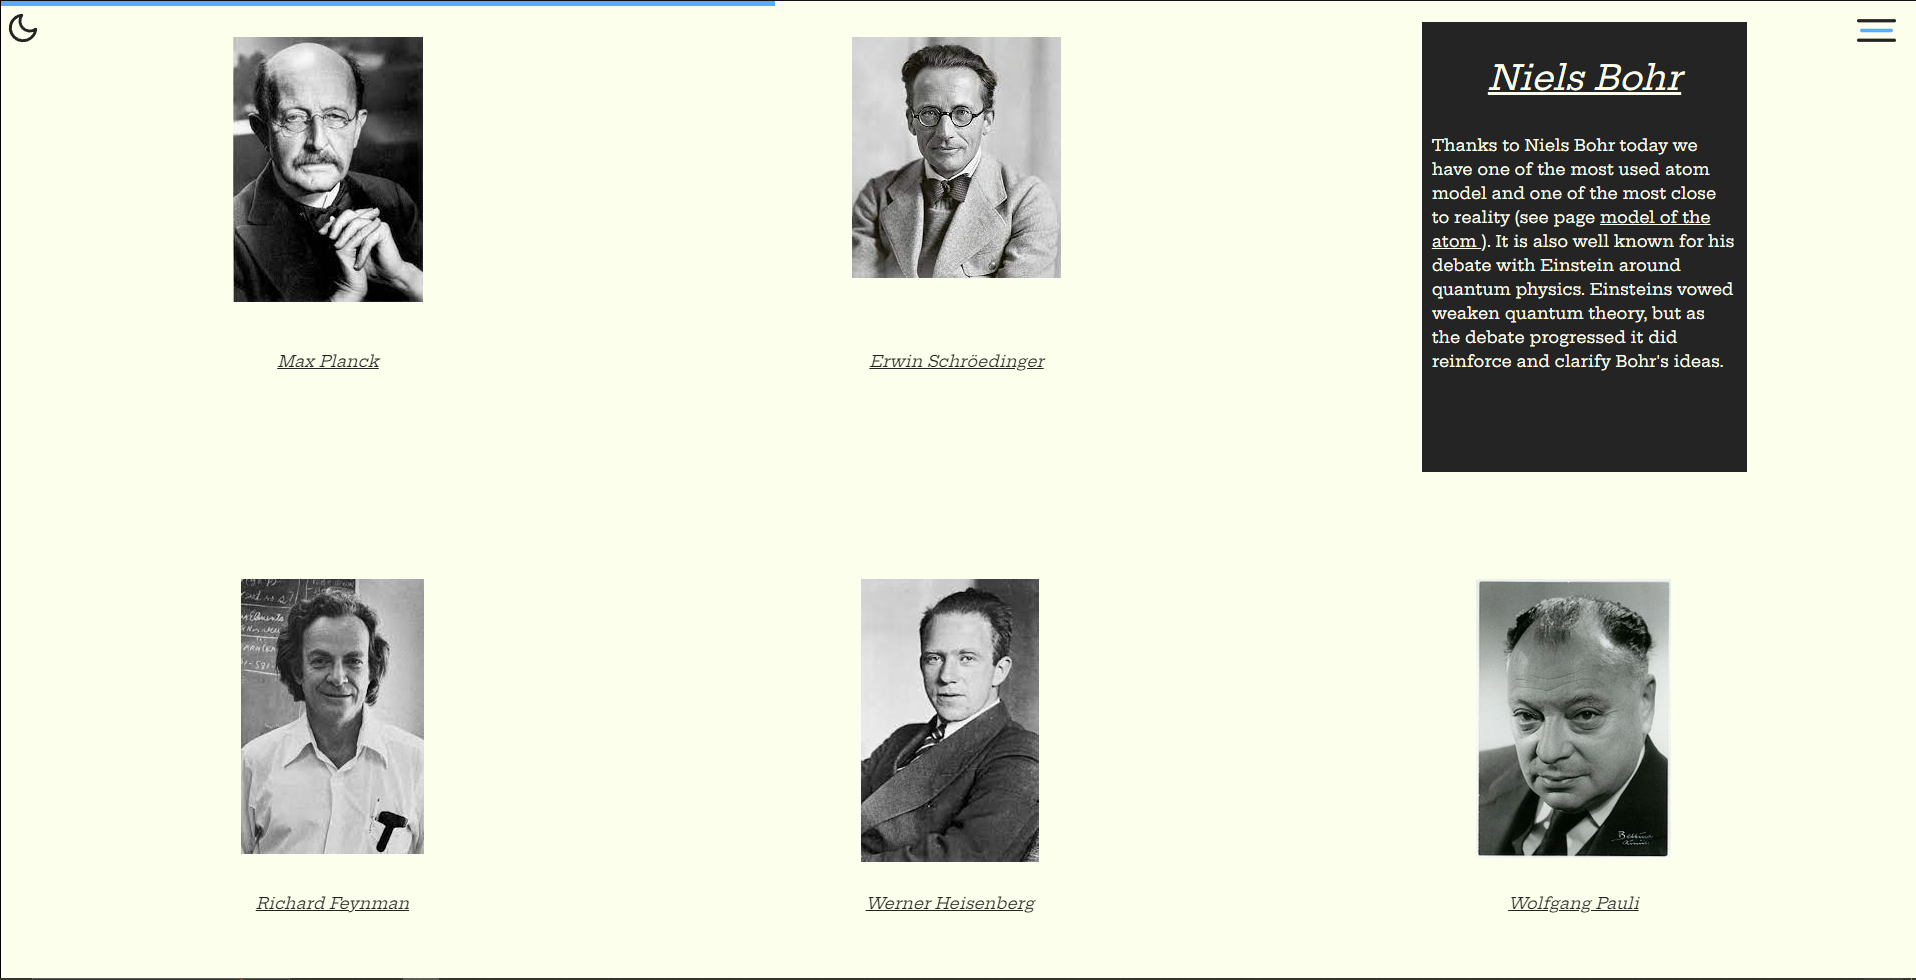 Niels Bohr
Thanks to Niels Bohr today we
have one of the most used atom
model and one of the most close
to reality (see page model of the
atom ). It is also well known for his
debate with Einstein around
quantum physics. Einsteins vowed
weaken quantum theory, but as
the debate progressed it did
reinforce and clarify Bohr's ideas.
Max Planck
Erwin Schröedinger
Richard Feynman
Werner Heisenberg
Wolfgang Pauli